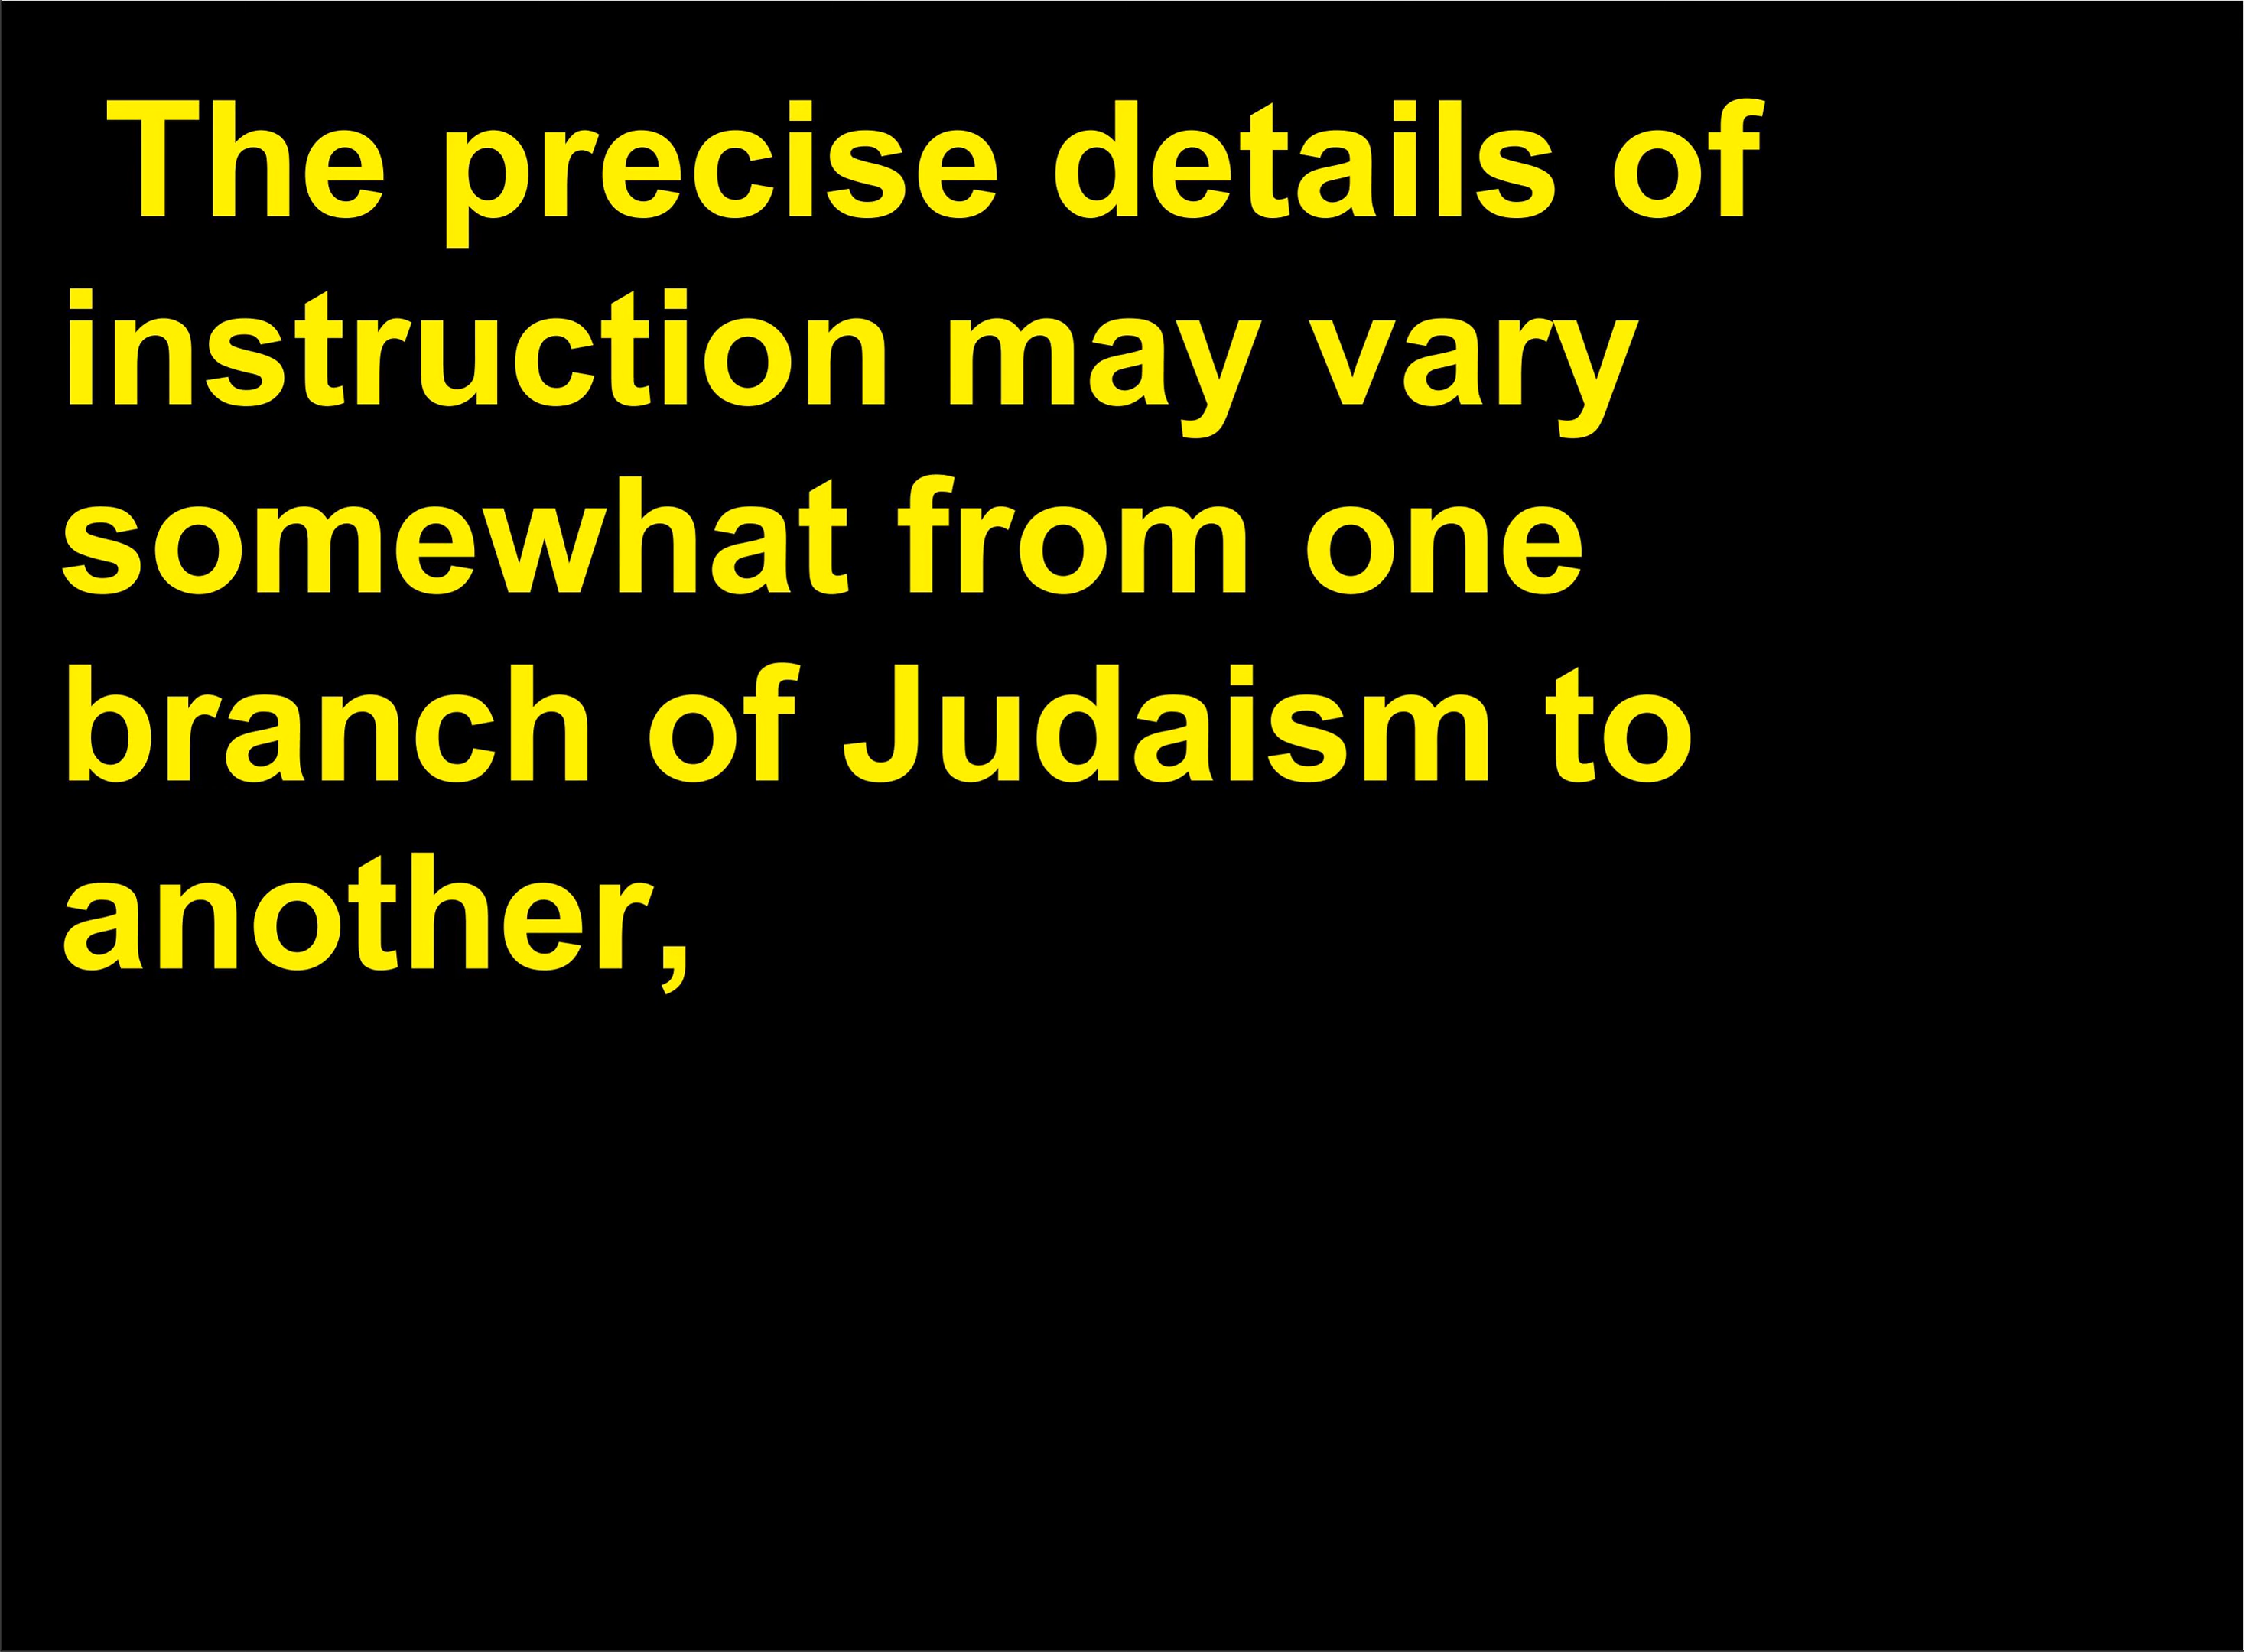 The precise details of
instruction may vary
somewhat from one
branch of Judaism to
another,